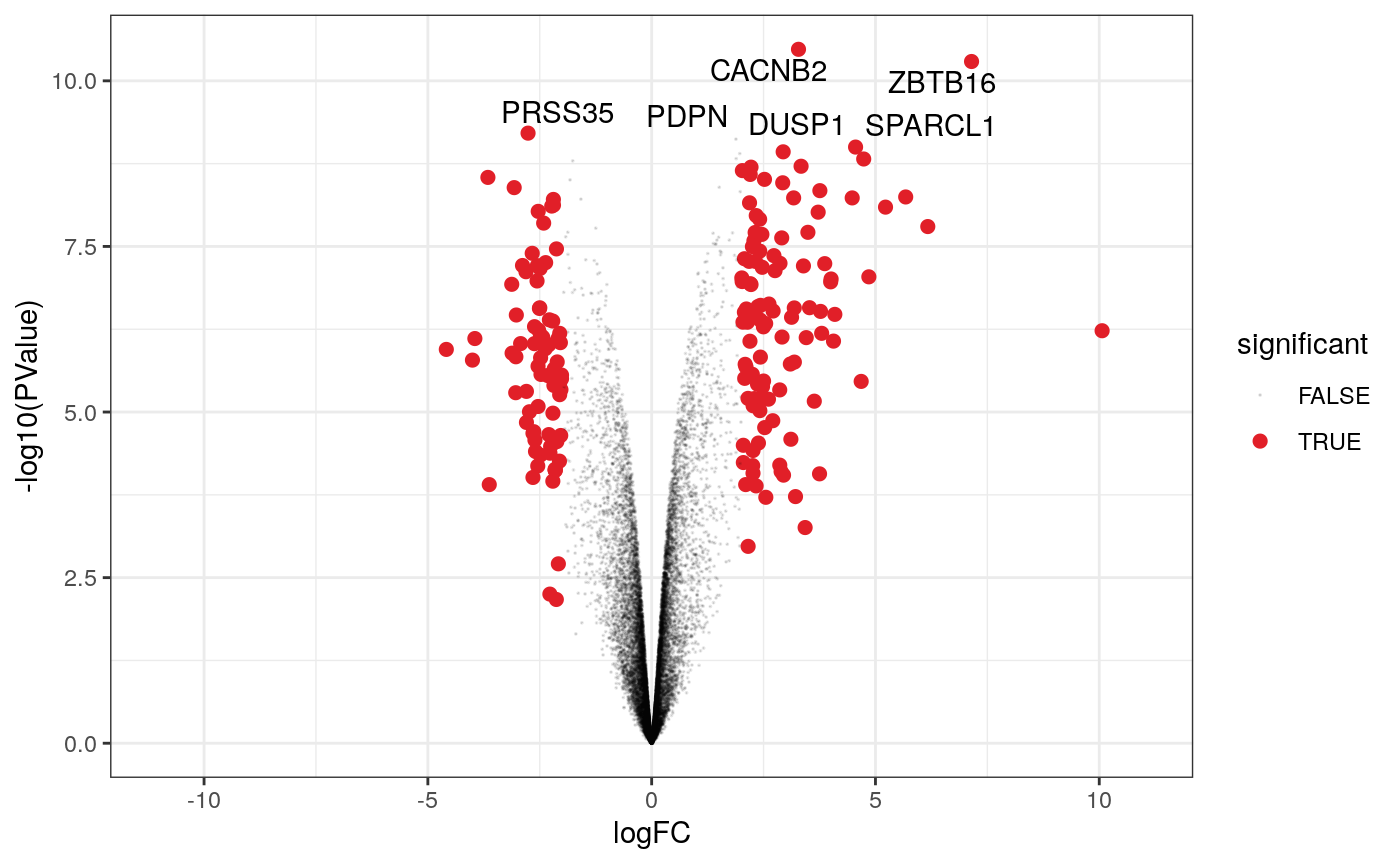 CACNB2
ZBTB16
PRSS35
PDPN
DUSP1
SPARCL1
10.0
7.5
5.0
2.5
0.0
-log10(PValue)
-10
-5
0
5
10
logFC
significant
FALSE
TRUE